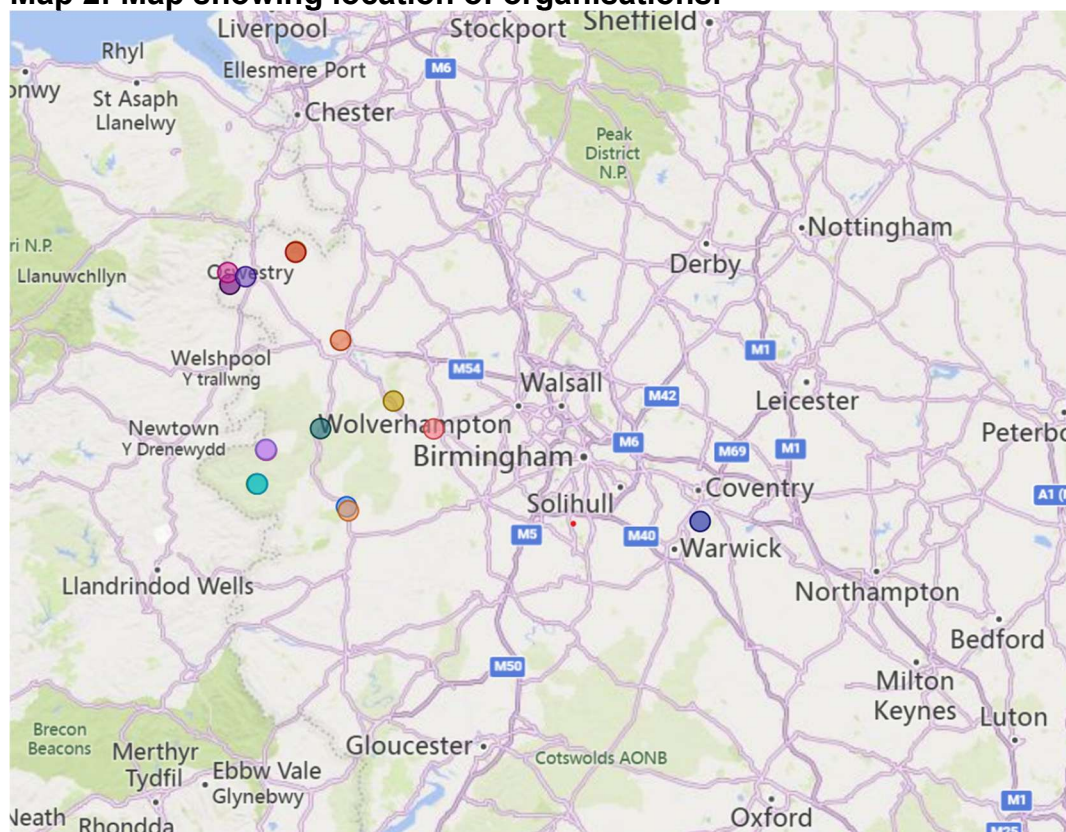 Map 2: Map showing location of organisations.
Liverpool
Stockport
Sheffield
Rhyl
Ellesmere Port
M6
onwy
St Asaph
Llanelwy
Chester
Peak
District
N.P.
Nottingham
ri N.P.
Derby
Llanuwchllyn
Oswestry
Welshpool
Y trallwng
M54
M1
Walsall
M42
Leicester
Newtown
Y Drenewydd
Wolverhampton
Peterbo
M6
M69
M1
Birmingham
Coventry
A1 (
Solihull
M5
M40
Warwick
Llandrindod Wells
Northampton
Bedford
M50
Milton
Keynes
Luton
Brecon
Beacons
Merthyr
Tydfil
Gloucester
Cotswolds AONB
Ebbw Vale
Glynebwy
M1
Neath
Rhondda
Oxford
M25